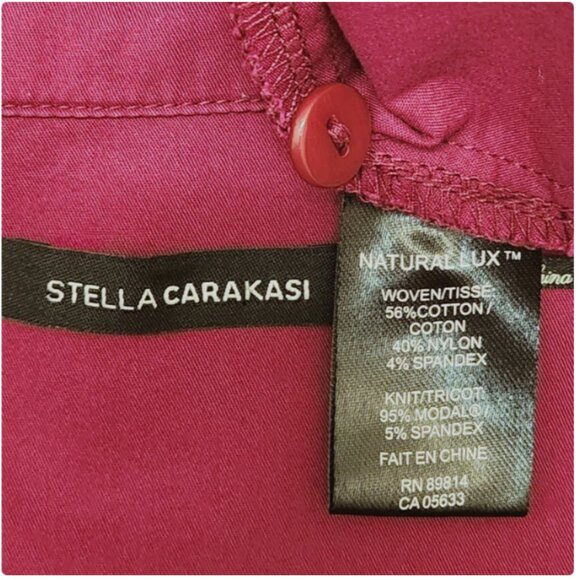 STELLA CARAKASI
NATURAL LUX™
WOVEN/TISSE
56%COTTON/
COTON
40% NYLON
4% SPANDEX
KNIT/TRICOT
95% MODAL®/
5% SPANDEX
FAIT EN CHINE
RN 89814
CA 05633